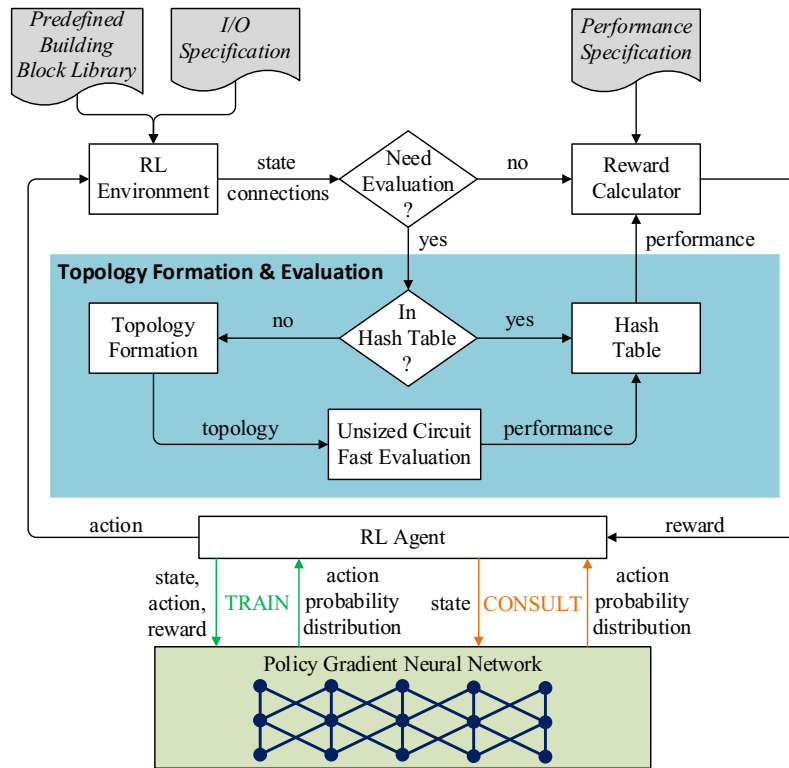 Predefined
Building
Block Library
I/O
Specification
Performance
Specification
RL
Environment
state
connections
Need
Evaluation
?
no
Reward
Calculator
yes
performance
Topology Formation & Evaluation
Topology
Formation
no
In
Hash Table
?
yes
Hash
Table
topology
Unsized Circuit
Fast Evaluation
performance
action
RL Agent
reward
state,
action,
reward
TRAIN
action
probability
distribution
state
CONSULT
action
probability
distribution
Policy Gradient Neural Network